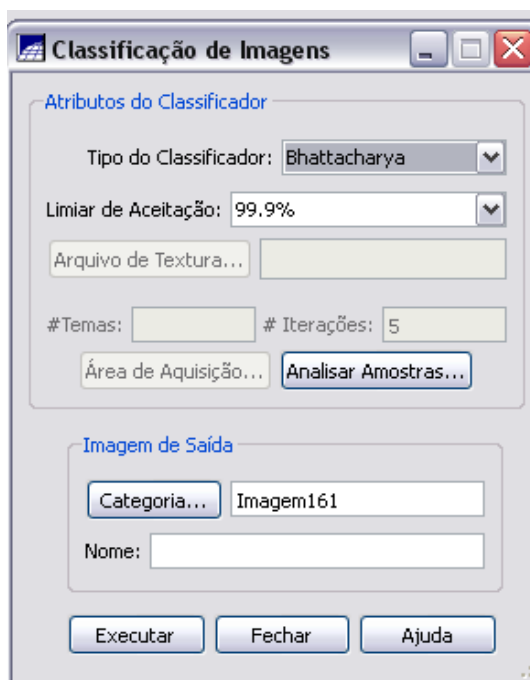 Classificação de Imagens
Atributos do Classificador
Tipo do Classificador: Bhattacharya
Limiar de Aceitação: 99.9%
Arquivo de Textura...
#Temas: # Iterações: 5
Área de Aquisição... Analisar Amostras...
Imagem de Saída
Categoria... Imagem161
Nome:
Executar Fechar Ajuda